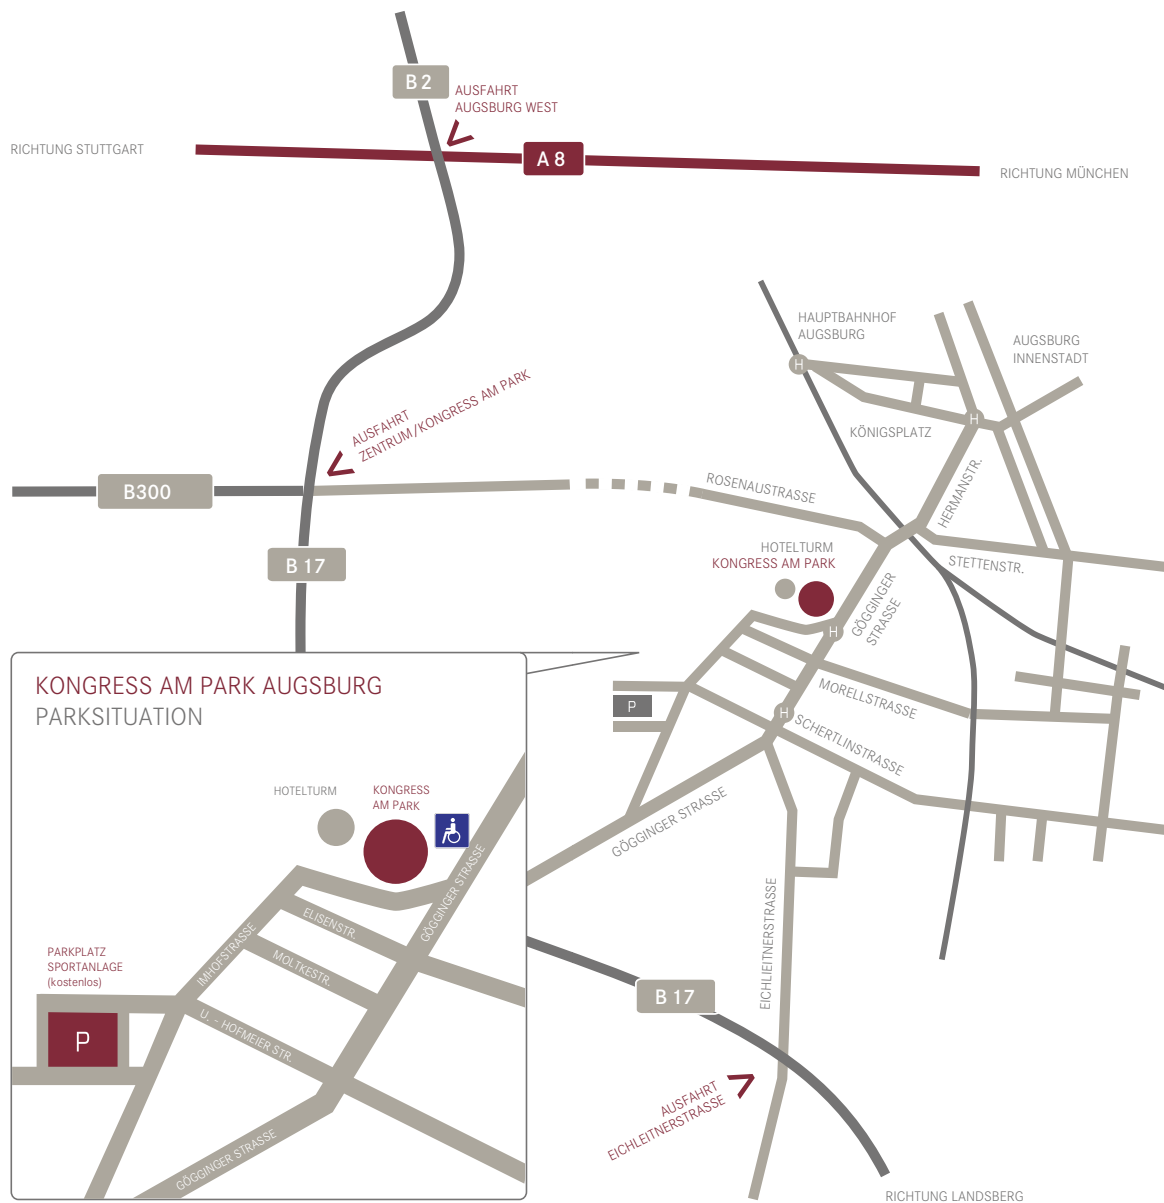 B 2
AUSFAHRT
AUGSBURG WEST
RICHTUNG STUTTGART
A 8
RICHTUNG MÜNCHEN
HAUPTBAHNHOF
AUGSBURG
AUGSBURG
INNENSTADT
H
H
KÖNIGSPLATZ
AUSFAHRT
ZENTRUM/KONGRESS AM PARK
B300
ROSENAUSTRASSE
HERMANSTR.
B 17
HOTELTURM
KONGRESS AM PARK
STETTENSTR.
GÖGGINGER
STRASSE
H
MORELLSTRASSE
P
H
SCHERTLINSTRASSE
GÖGGINGER STRASSE
EICHLIEITNERSTRASSE
B 17
AUSFAHRT
EICHLEITNERSTRASSE
RICHTUNG LANDSBERG
KONGRESS AM PARK AUGSBURG
PARKSITUATION
HOTELTURM
KONGRESS
AM PARK
GÖGGINGER STRASSE
ELISENSTR.
IMHOFSTRASSE
MOLTKESTR.
PARKPLATZ
SPORTANLAGE
(kostenlos)
P
U. - HOFMEIER STR.
GÖGGINGER STRASSE